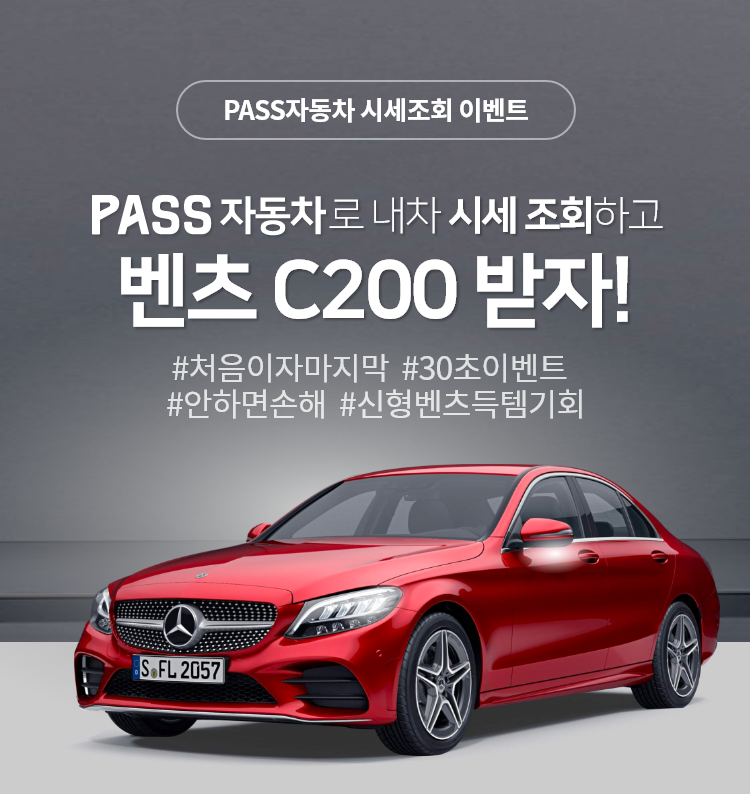 PASS자동차 시세조회 이벤트
PASS 자동차로 내차 시세 조회하고
벤츠 C200 받자!
#처음이자마지막 #30초이벤트
#안하면손해 #신형벤츠득템기회
S FL 2057